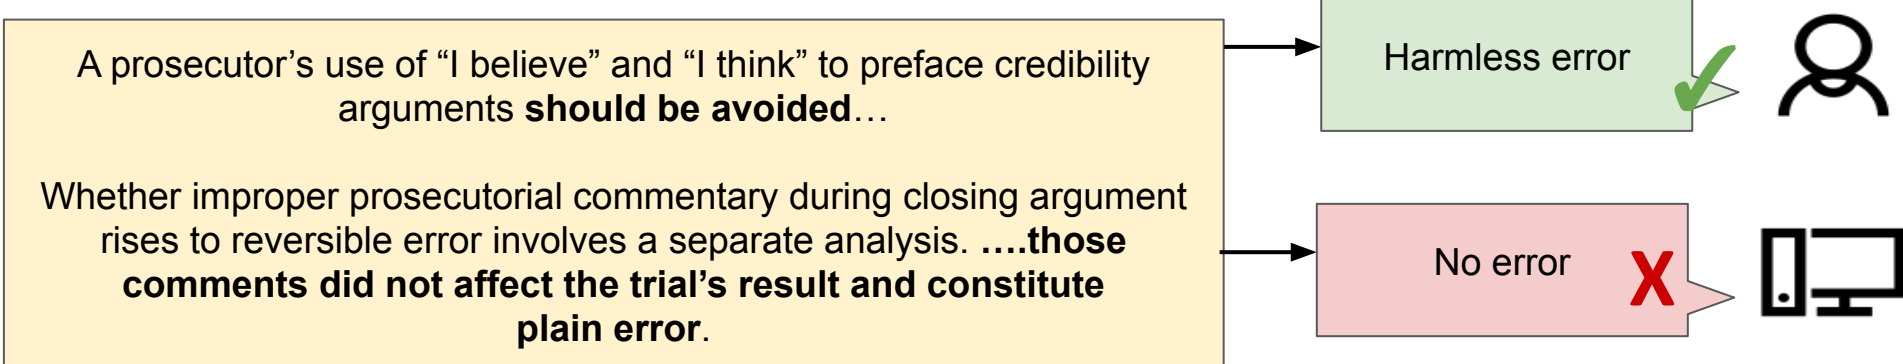 A prosecutor’s use of “I believe” and “I think” to preface credibility
arguments should be avoided…
Whether improper prosecutorial commentary during closing argument
rises to reversible error involves a separate analysis. ….those
comments did not affect the trial’s result and constitute
plain error.
Harmless error
✓
No error
X